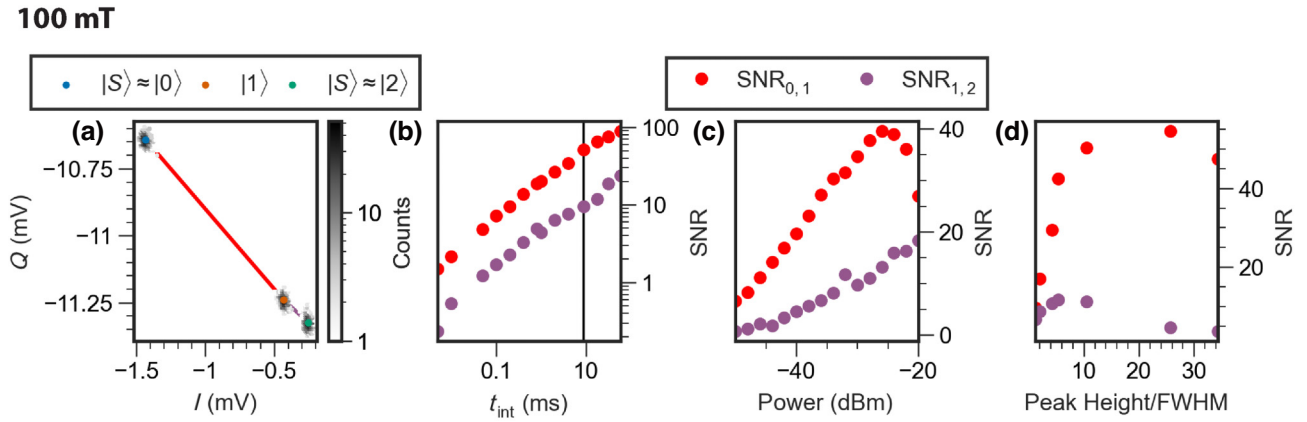 100 mT
|S⟩≈|0⟩ |1⟩ |S⟩≈|2⟩
SNR0, 1 SNR1, 2
(a)
−10.75
−11
−11.25
Q (mV)
−1.5 −1 −0.5
I (mV)
10
1
Counts
(b)
100
10
1
SNR
0.1 10
tint (ms)
(c)
40
20
0
SNR
−40 −20
Power (dBm)
(d)
40
20
SNR
10 20 30
Peak Height/FWHM